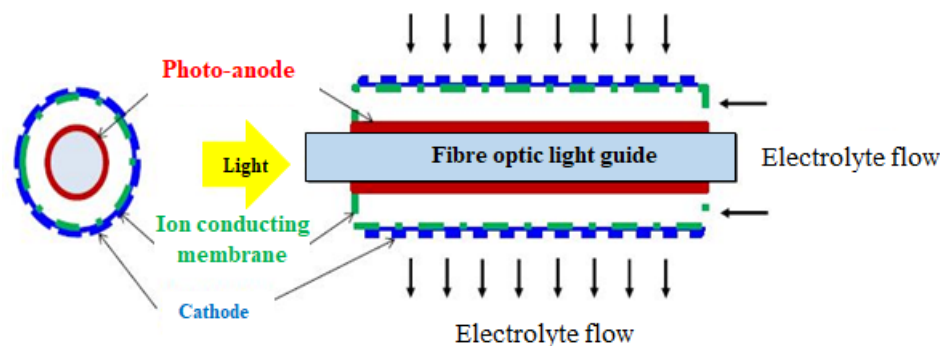 Photo-anode
Light
Fibre optic light guide
Electrolyte flow
Ion conducting
membrane
Cathode
Electrolyte flow